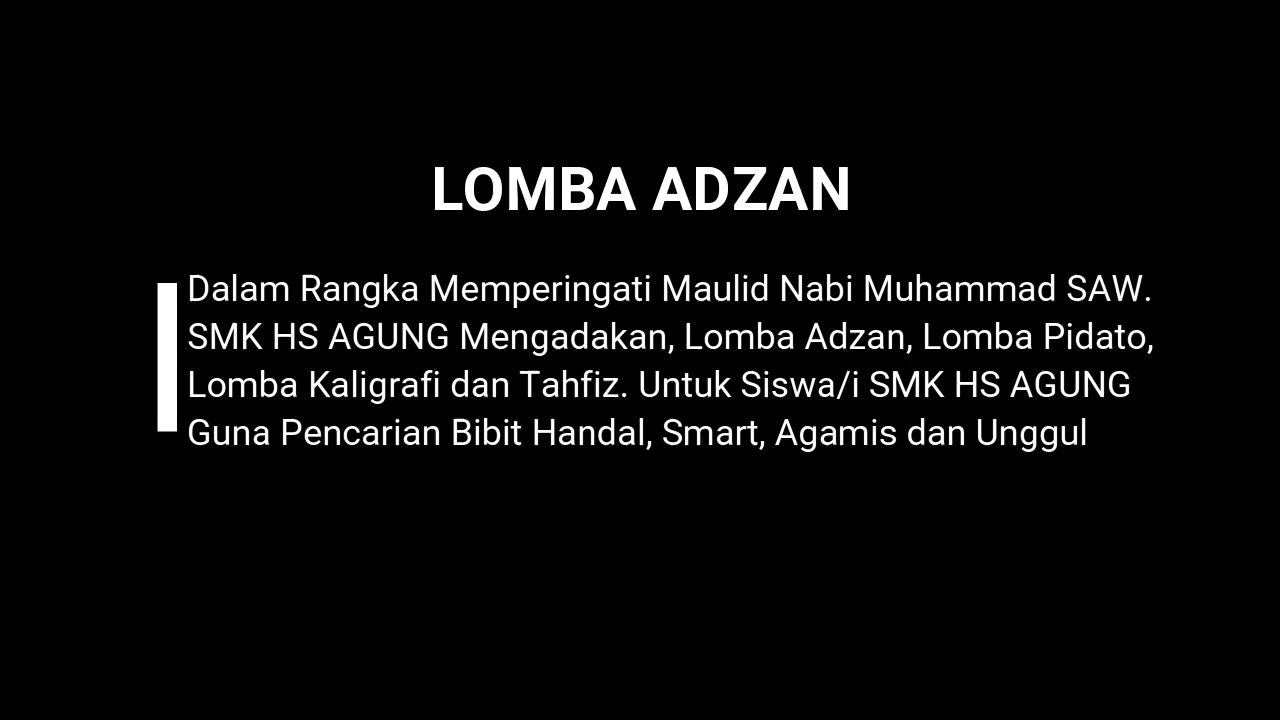 LOMBA ADZAN
Dalam Rangka Memperingati Maulid Nabi Muhammad SAW.
SMK HS AGUNG Mengadakan, Lomba Adzan, Lomba Pidato,
Lomba Kaligrafi dan Tahfiz. Untuk Siswa/i SMK HS AGUNG
Guna Pencarian Bibit Handal, Smart, Agamis dan Unggul